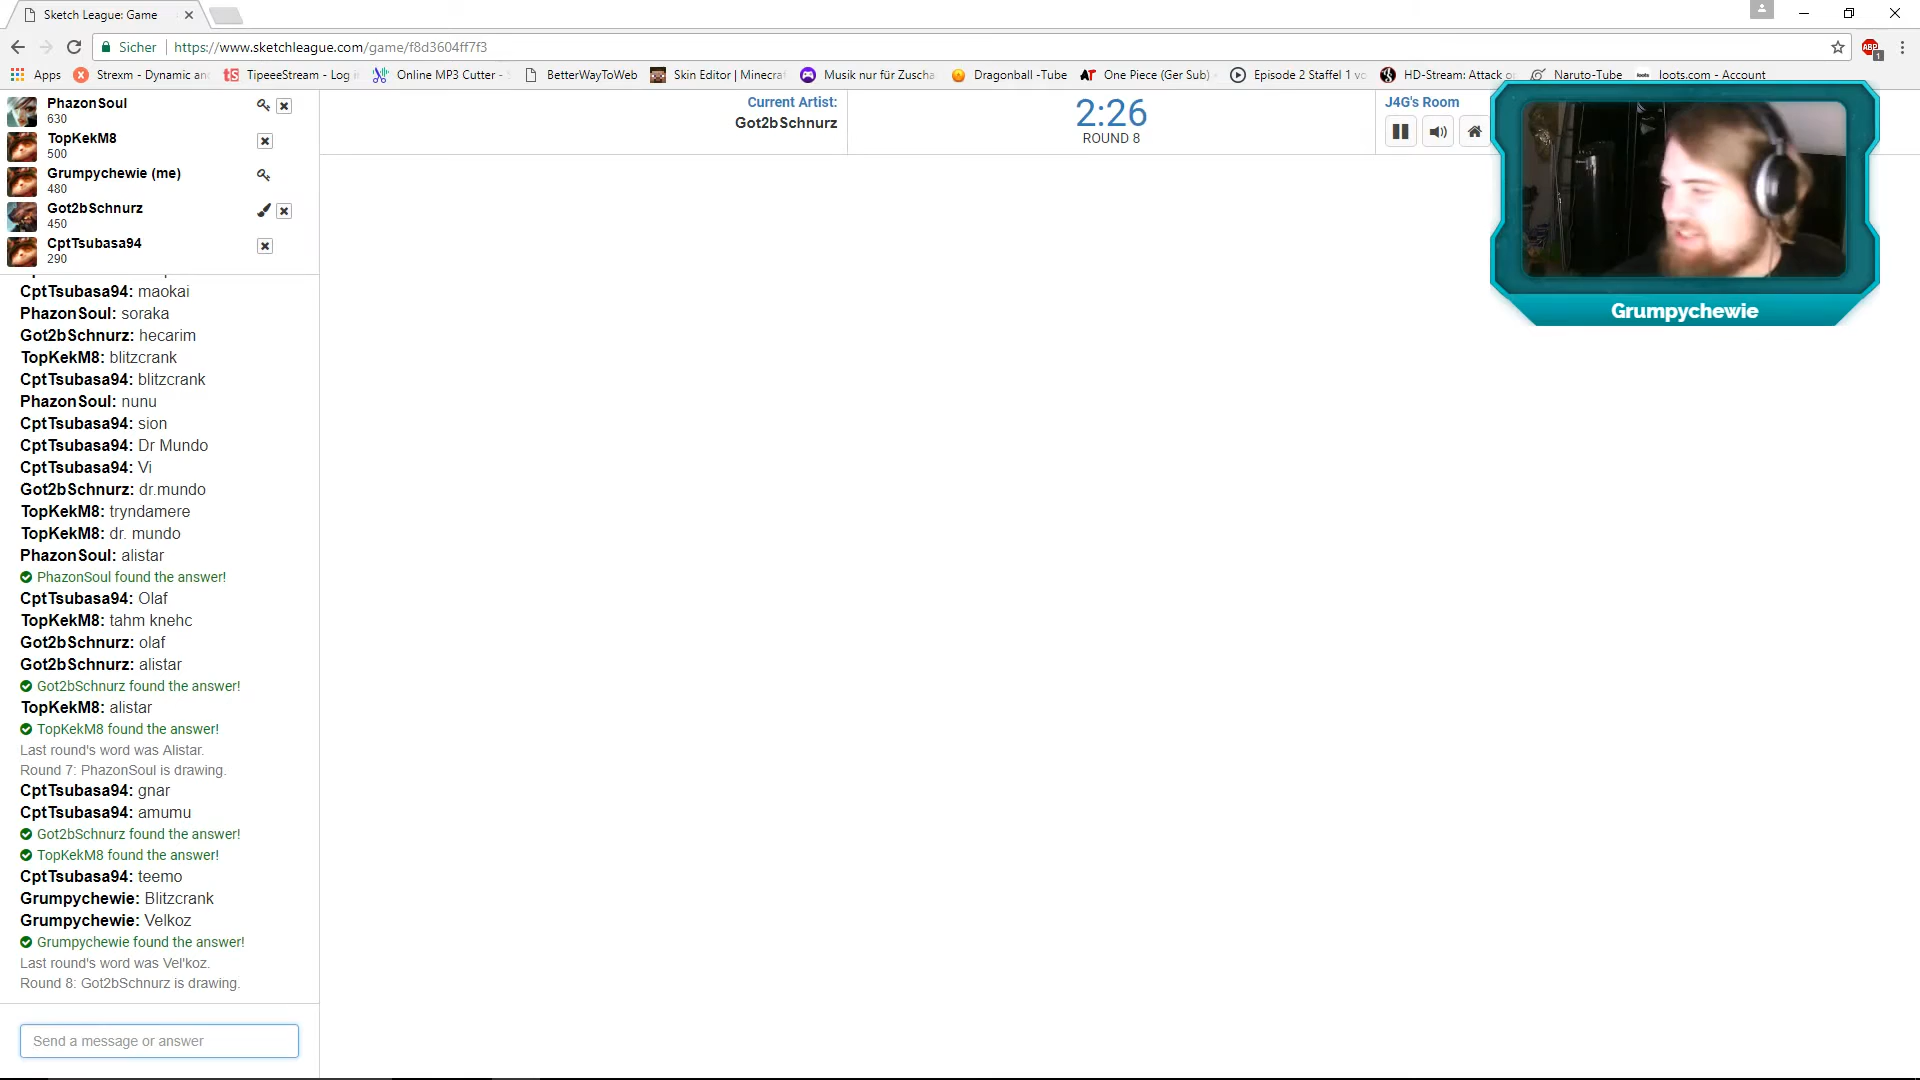 Sketch League: Game
Sicher | https://www.sketchleague.com/game/f8d3604ff7f3
ABP
1
Apps Strexm - Dynamic and TipeeeStream - Log i Online MP3 Cutter - BetterWayToWeb Skin Editor | Minecra Musik nur für Zuscha Dragonball -Tube One Piece (Ger Sub) Episode 2 Staffel 1 vo HD-Stream: Attack o Naruto-Tube loots.com - Account
PhazonSoul
630
TopKekM8
500
Grumpychewie (me)
480
Got2bSchnurz
450
CptTsubasa94
290
Current Artist:
Got2bSchnurz
2:26
ROUND 8
J4G's Room
Grumpychewie
CptTsubasa94: maokai
PhazonSoul: soraka
Got2bSchnurz: hecarim
TopKekM8: blitzcrank
CptTsubasa94: blitzcrank
PhazonSoul: nunu
CptTsubasa94: sion
CptTsubasa94: Dr Mundo
CptTsubasa94: Vi
Got2bSchnurz: dr.mundo
TopKekM8: tryndamere
TopKekM8: dr. mundo
PhazonSoul: alistar
PhazonSoul found the answer!
CptTsubasa94: Olaf
TopKekM8: tahm knehc
Got2bSchnurz: olaf
Got2bSchnurz: alistar
Got2bSchnurz found the answer!
TopKekM8: alistar
TopKekM8 found the answer!
Last round's word was Alistar.
Round 7: PhazonSoul is drawing.
CptTsubasa94: gnar
CptTsubasa94: amumu
Got2bSchnurz found the answer!
TopKekM8 found the answer!
CptTsubasa94: teemo
Grumpychewie: Blitzcrank
Grumpychewie: Velkoz
Grumpychewie found the answer!
Last round's word was Vel'koz.
Round 8: Got2bSchnurz is drawing.
Send a message or answer